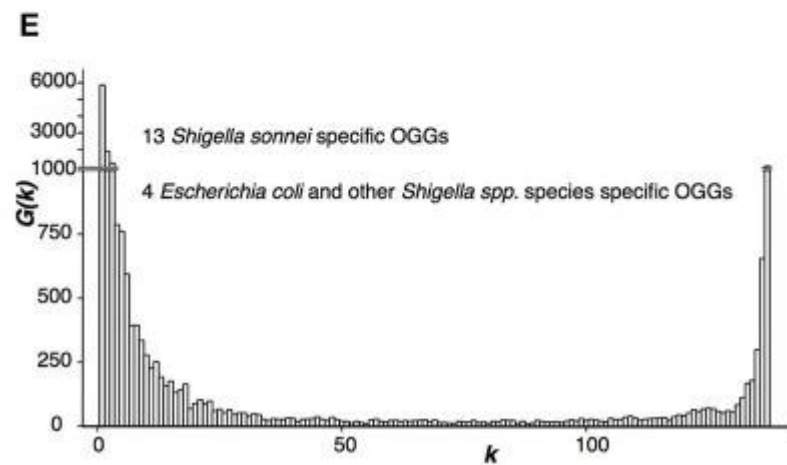 E
6000
3000
13 Shigella sonnei specific OGGs
1000
4 Escherichia coli and other Shigella spp. species specific OGGs
G(k)
750
500
250
0
0 50 100
k